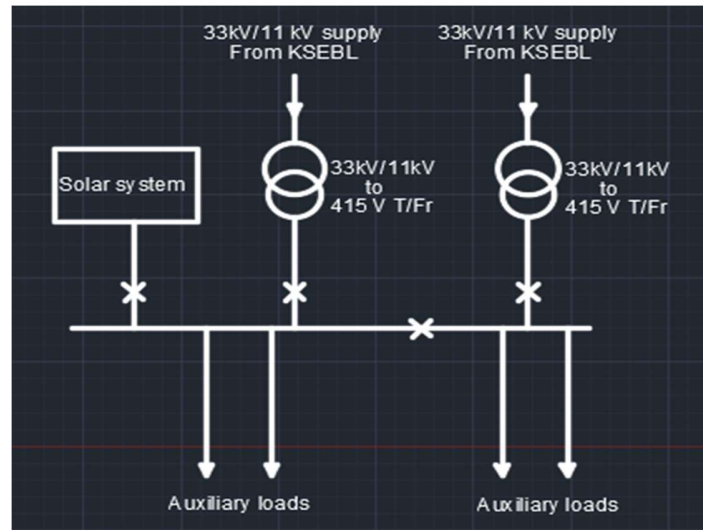 33kV/11 kV supply
From KSEBL
33kV/11 kV supply
From KSEBL
Solar system
33kV/11kV
to
415 V T/Fr
33kV/11kV
to
415 V T/Fr
Auxiliary loads
Auxiliary loads